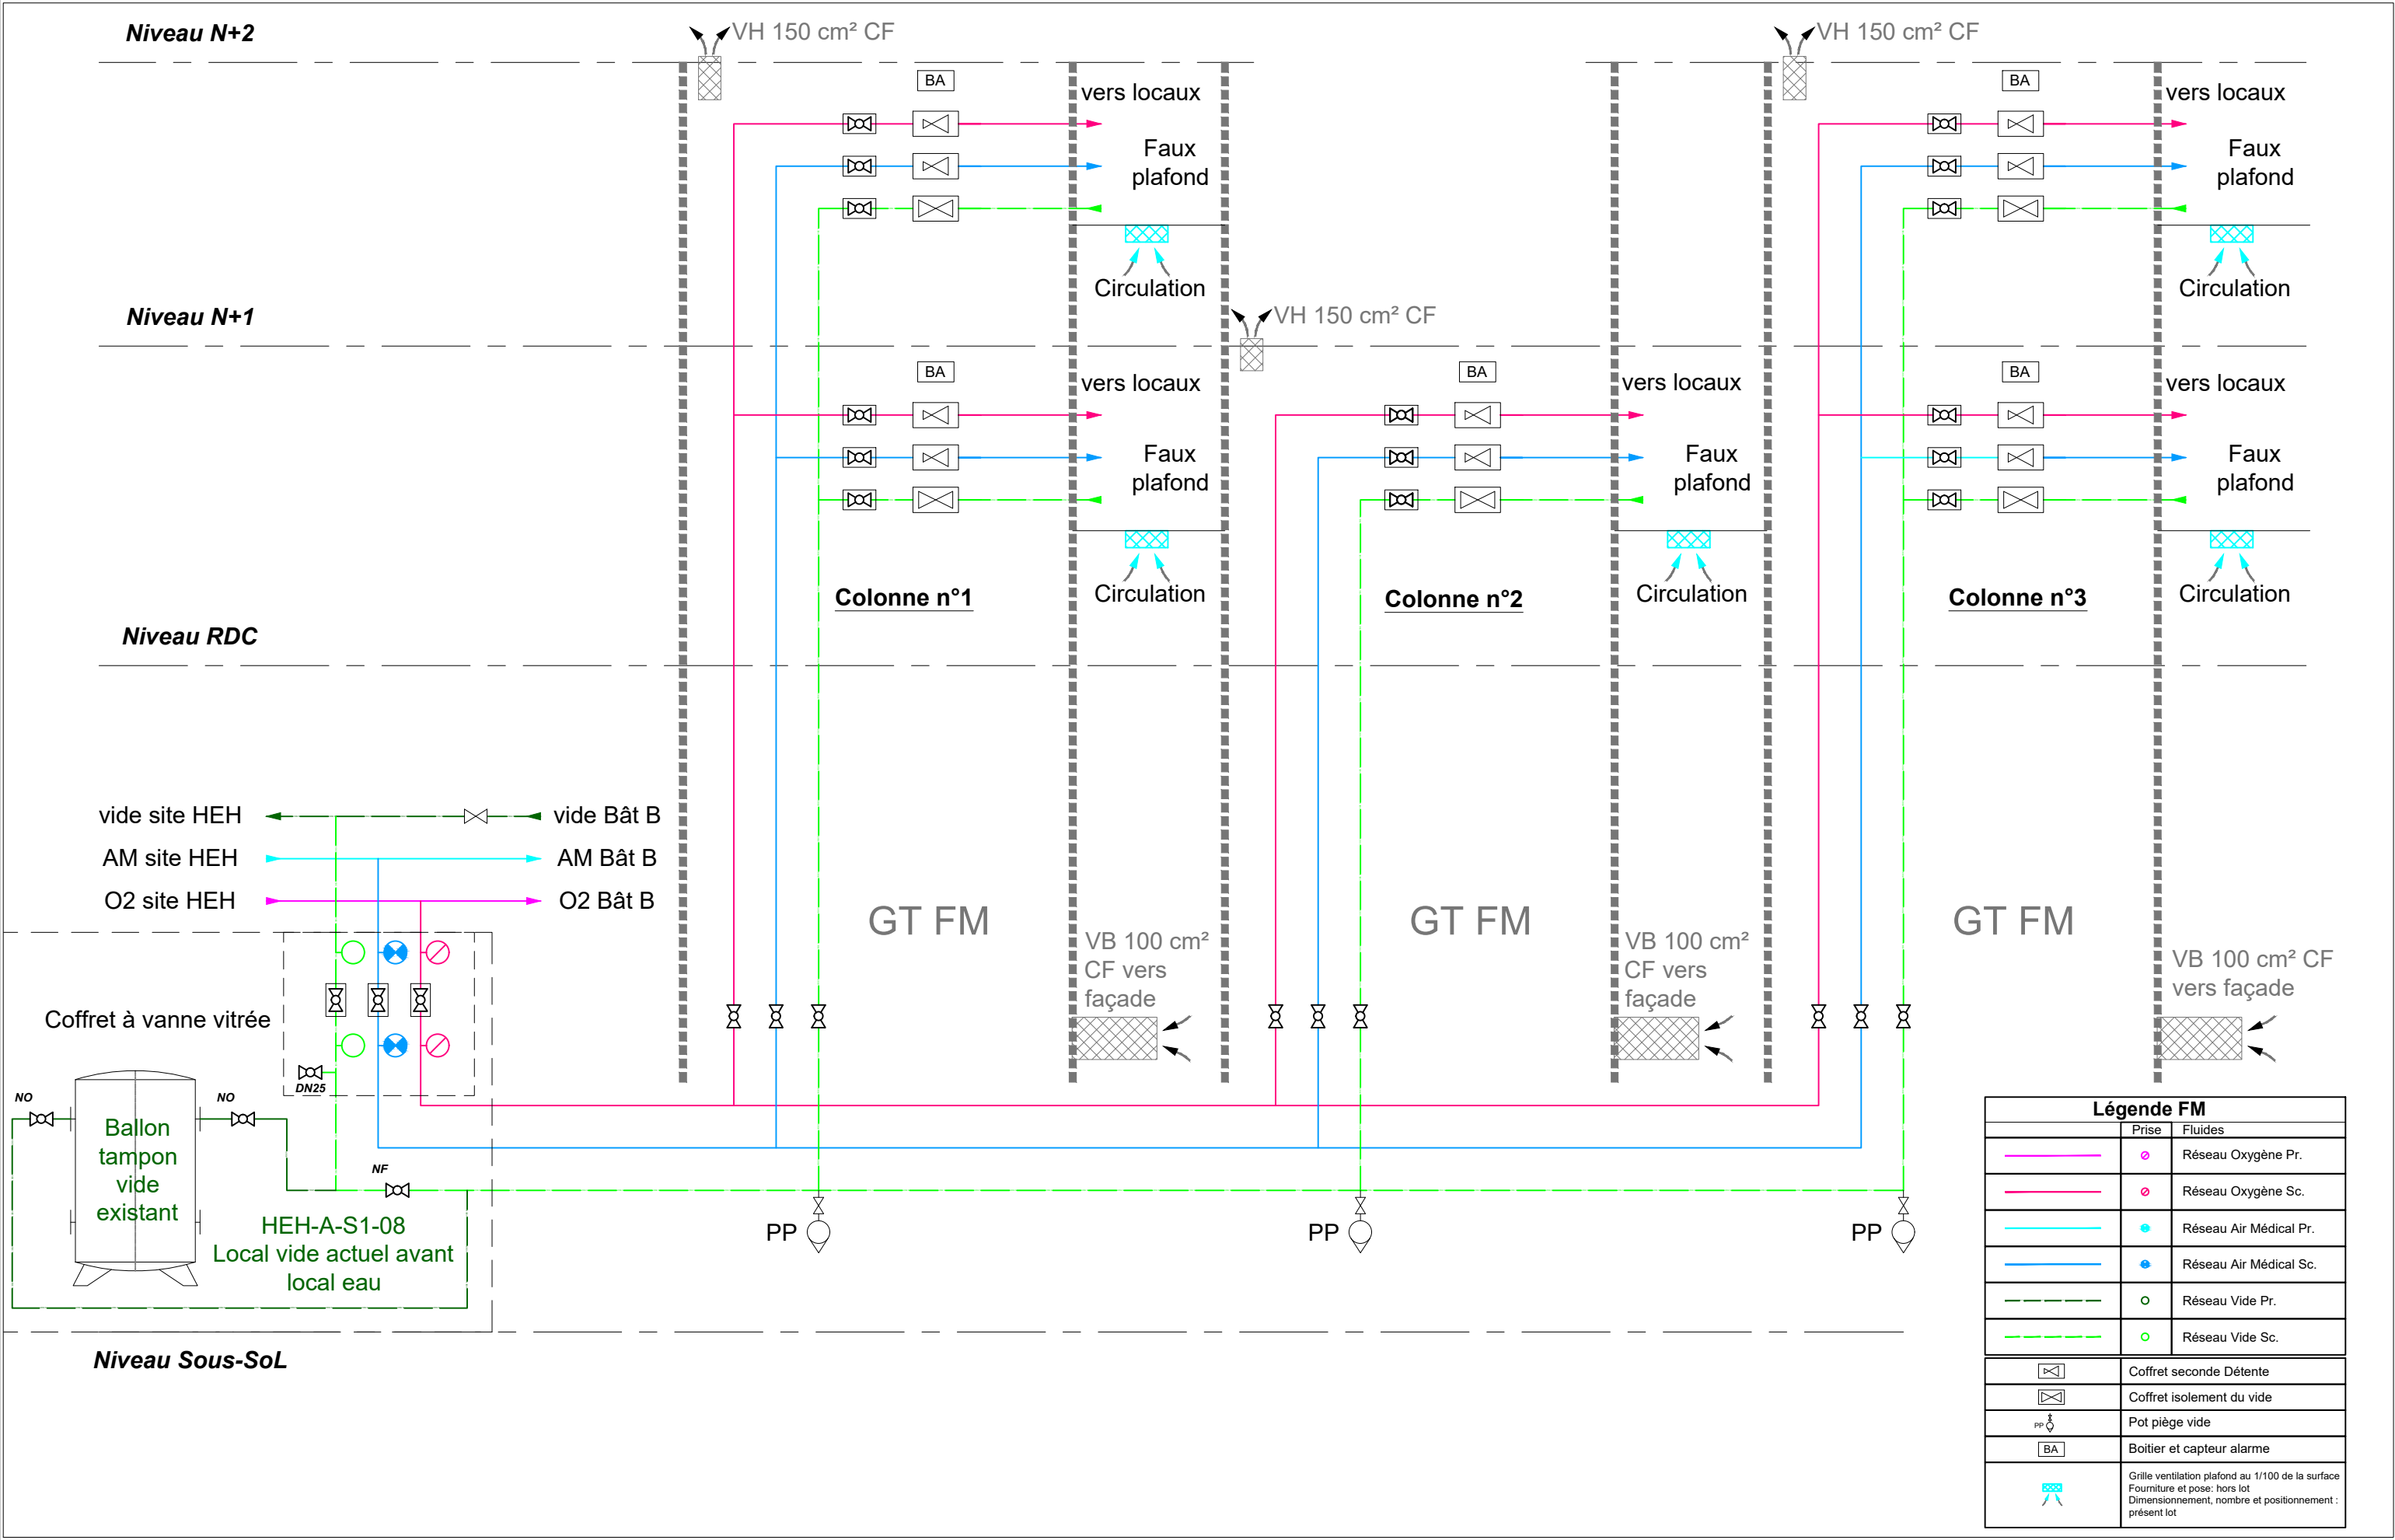 Niveau N+2
VH 150 cm² CF
VH 150 cm² CF
BA
vers locaux
Faux
plafond
Circulation
BA
vers locaux
Faux
plafond
Circulation
Niveau N+1
VH 150 cm² CF
BA
vers locaux
Faux
plafond
Circulation
BA
vers locaux
Faux
plafond
Circulation
BA
vers locaux
Faux
plafond
Circulation
Colonne n°1
Colonne n°2
Colonne n°3
Niveau RDC
vide site HEH
vide Bât B
AM site HEH
AM Bât B
O2 site HEH
O2 Bât B
GT FM
GT FM
GT FM
VB 100 cm²
CF vers
façade
VB 100 cm²
CF vers
façade
VB 100 cm² CF
vers façade
Coffret à vanne vitrée
DN25
NO
NO
Ballon
tampon
vide
existant
NF
HEH-A-S1-08
Local vide actuel avant
local eau
PP
PP
PP
Niveau Sous-SoL
Légende FM
Prise Fluides
Réseau Oxygène Pr.
Réseau Oxygène Sc.
Réseau Air Médical Pr.
Réseau Air Médical Sc.
Réseau Vide Pr.
Réseau Vide Sc.
Coffret seconde Détente
Coffret isolement du vide
PP Pot piège vide
BA Boitier et capteur alarme
Grille ventilation plafond au 1/100 de la surface
Fourniture et pose: hors lot
Dimensionnement, nombre et positionnement :
présent lot